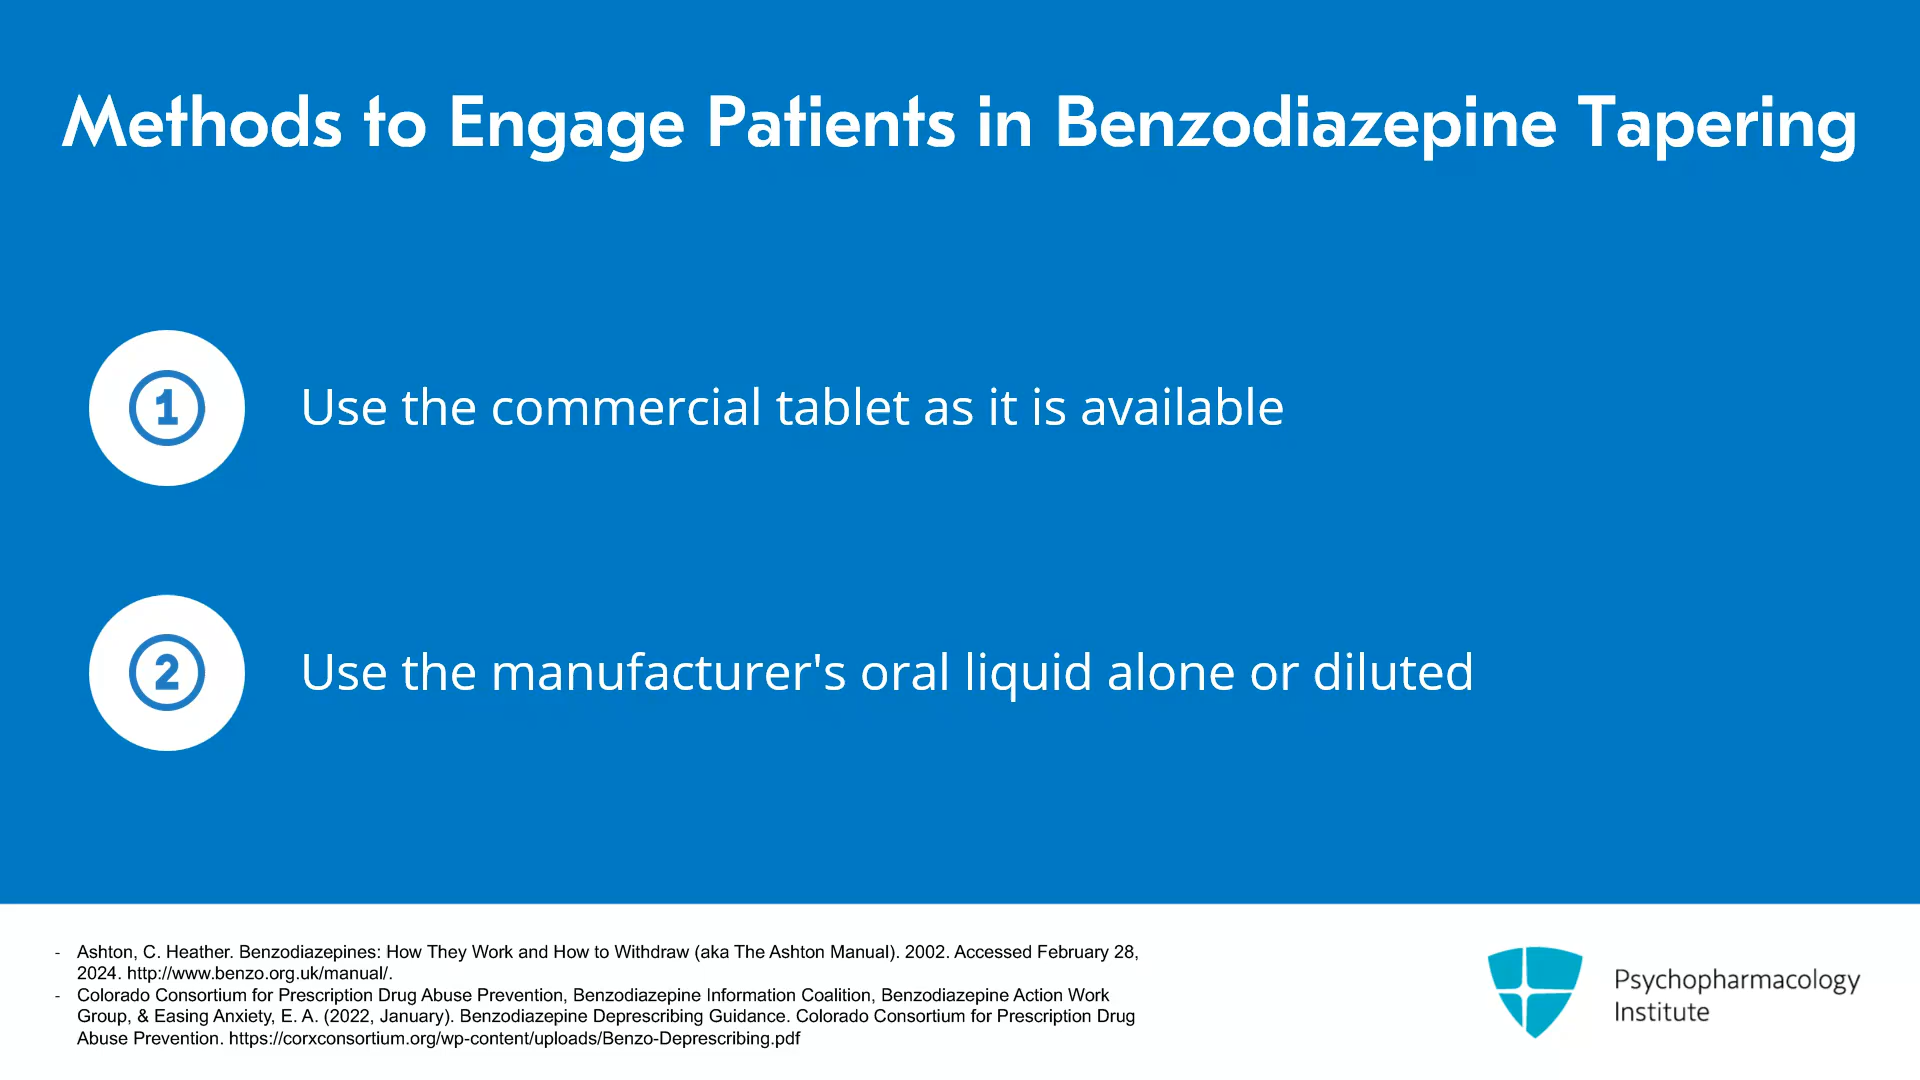 Methods to Engage Patients in Benzodiazepine Tapering
1
Use the commercial tablet as it is available
2
Use the manufacturer's oral liquid alone or diluted
- Ashton, C. Heather. Benzodiazepines: How They Work and How to Withdraw (aka The Ashton Manual). 2002. Accessed February 28,
2024. http://www.benzo.org.uk/manual/.
- Colorado Consortium for Prescription Drug Abuse Prevention, Benzodiazepine Information Coalition, Benzodiazepine Action Work
Group, & Easing Anxiety, E. A. (2022, January). Benzodiazepine Deprescribing Guidance. Colorado Consortium for Prescription Drug
Abuse Prevention. https://corxconsortium.org/wp-content/uploads/Benzo-Deprescribing.pdf
Psychopharmacology
Institute